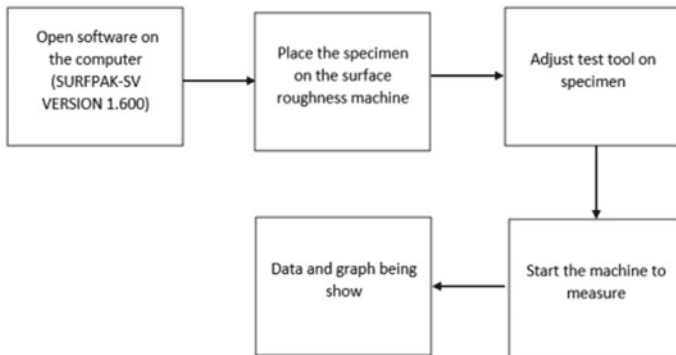 Open software on
the computer
(SURFPAK-SV
VERSION 1.600)
Place the specimen
on the surface
roughness machine
Adjust test tool on
specimen
Start the machine to
measure
Data and graph being
show